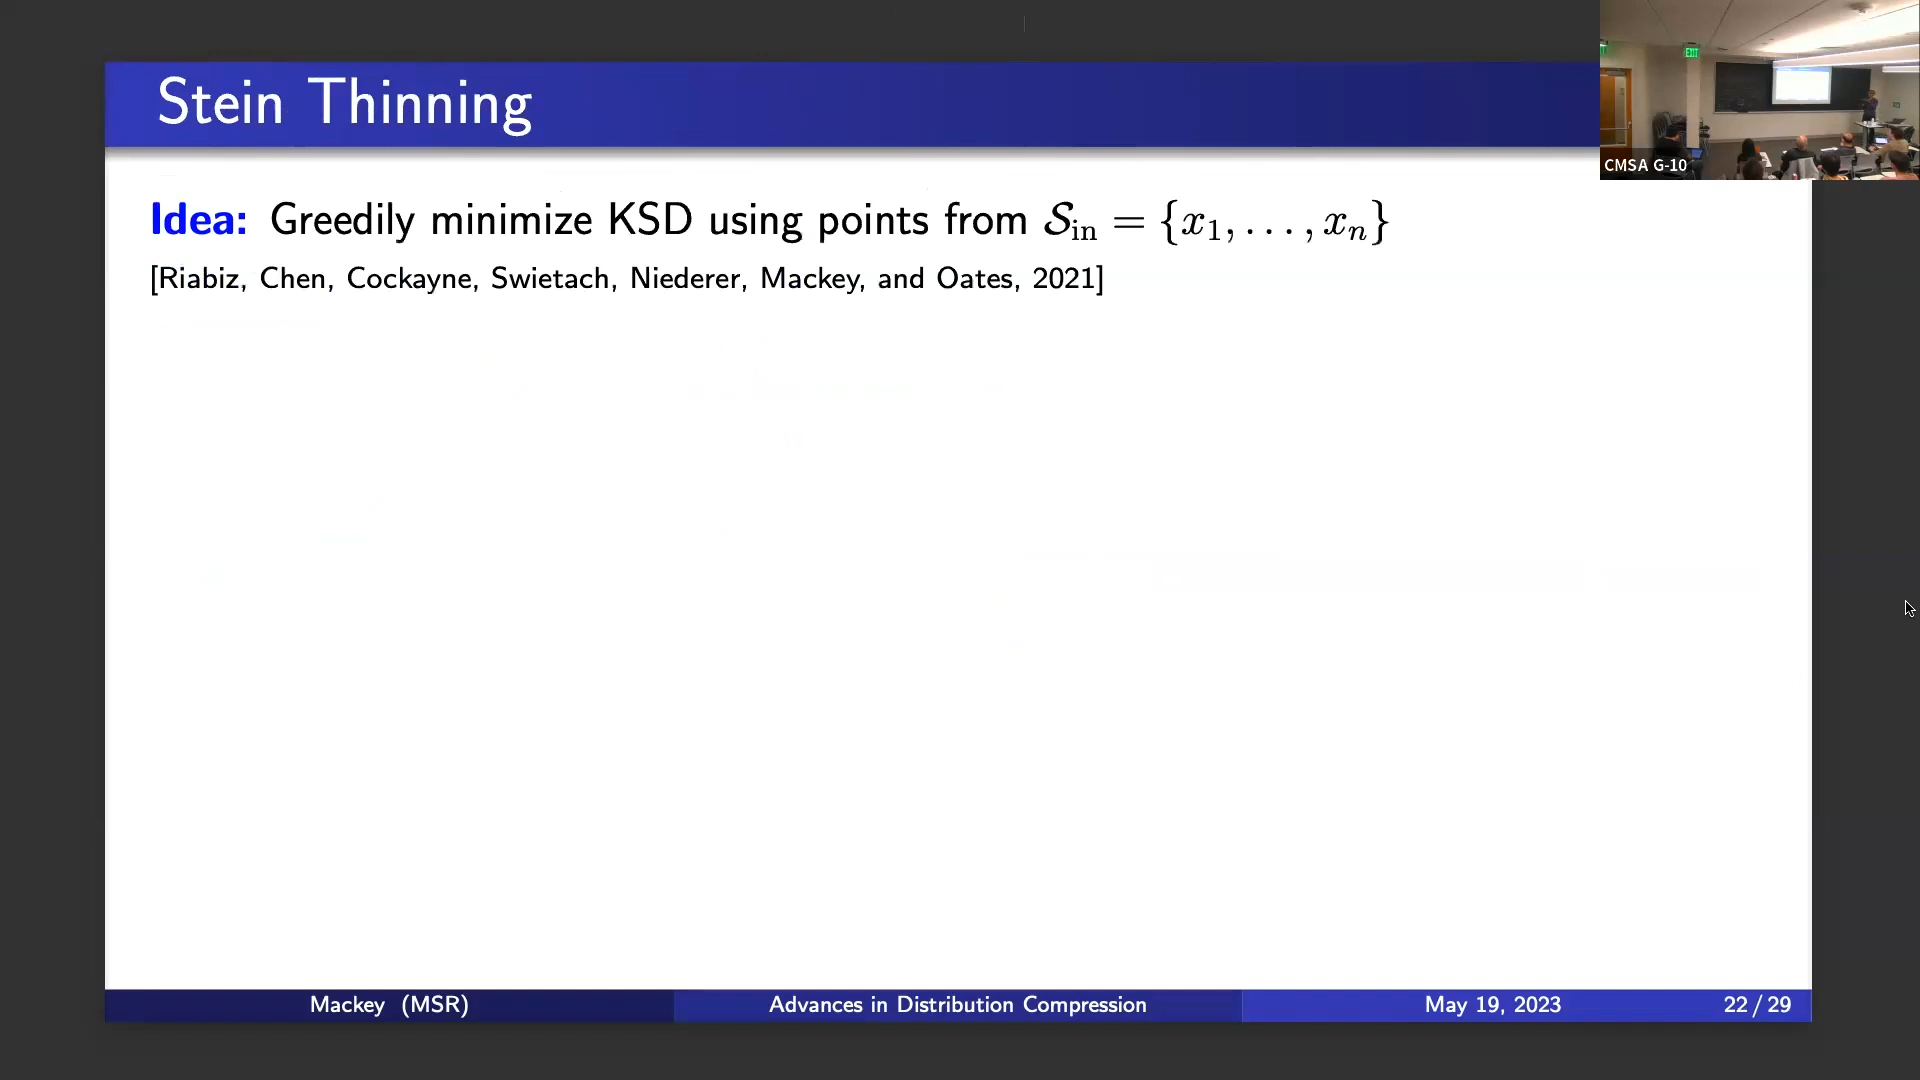 Stein Thinning
Idea: Greedily minimize KSD using points from 𝒮in = {x1, . . . , xn}
[Riabiz, Chen, Cockayne, Swietach, Niederer, Mackey, and Oates, 2021]
EXIT
CMSA G-10
Mackey (MSR)
Advances in Distribution Compression
May 19, 2023
22 / 29